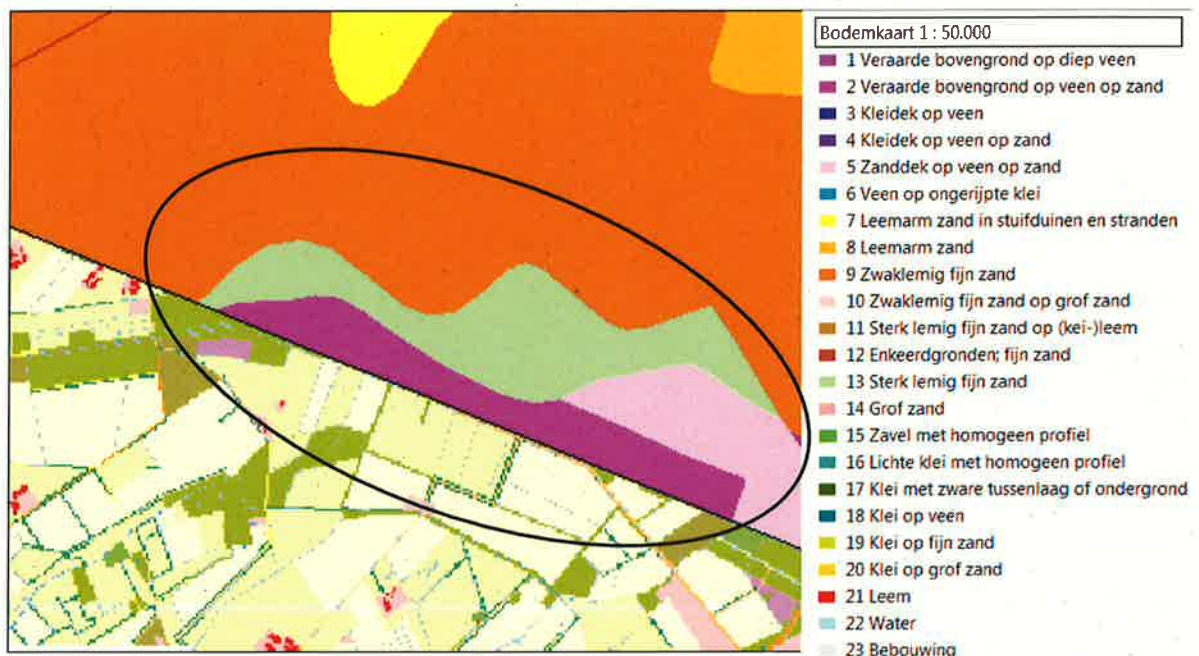 Bodemkaart 1 : 50.000
1 Veraarde bovengrond op diep veen
2 Veraarde bovengrond op veen op zand
3 Kleidek op veen
4 Kleidek op veen op zand
5 Zanddek op veen op zand
6 Veen op ongerijpte klei
7 Leemarm zand in stuifduinen en stranden
8 Leemarm zand
9 Zwaklemig fijn zand
10 Zwaklemig fijn zand op grof zand
11 Sterk lemig fijn zand op (kei-)leem
12 Enkeerdgronden; fijn zand
13 Sterk lemig fijn zand
14 Grof zand
15 Zavel met homogeen profiel
16 Lichte klei met homogeen profiel
17 Klei met zware tussenlaag of ondergrond
18 Klei op veen
19 Klei op fijn zand
20 Klei op grof zand
21 Leem
22 Water
23 Bebouwing